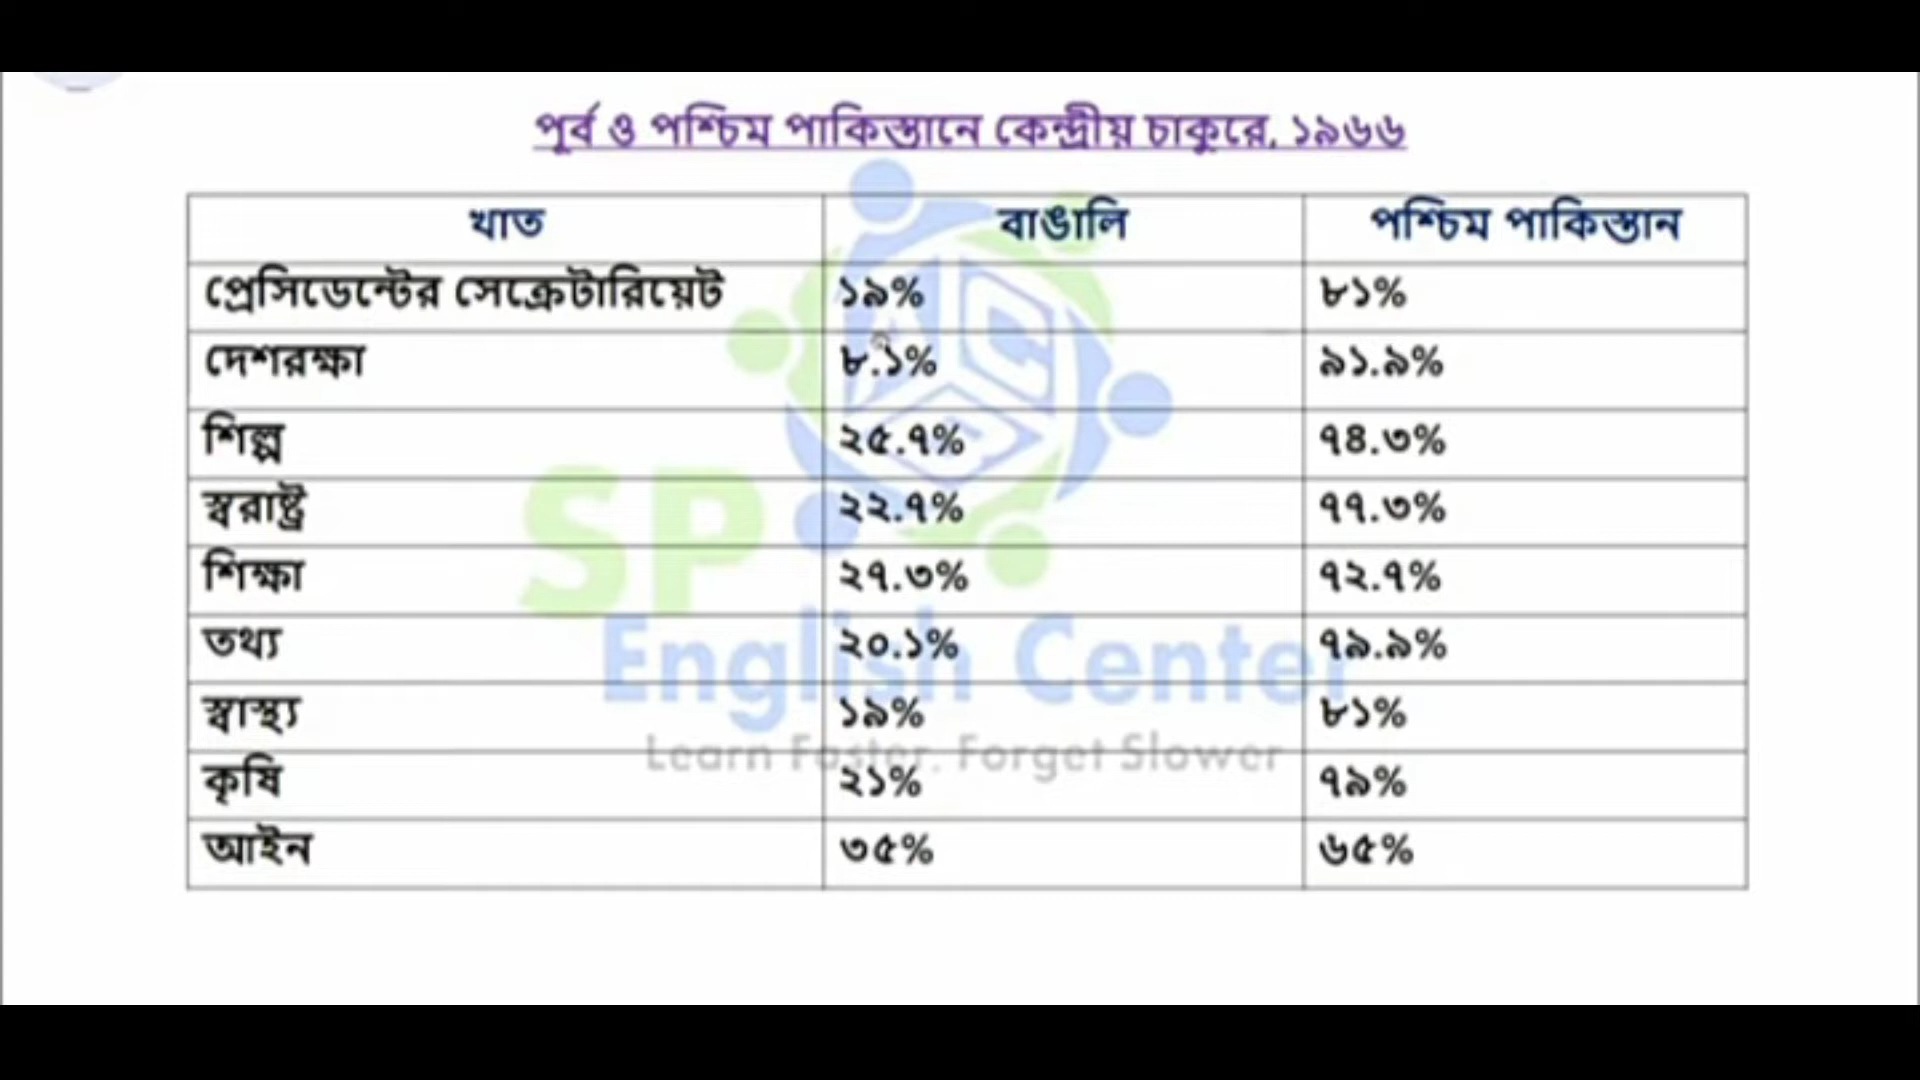 পূর্ব ও পশ্চিম পাকিস্তানে কেন্দ্রীয় চাকুরে, ১৯৬৬
খাত বাঙালি পশ্চিম পাকিস্তান
প্রেসিডেন্টের সেক্রেটারিয়েট ১৯% ৮১%
দেশরক্ষা ৮.১% ৯১.৯%
শিল্প ২৫.৭% ৭৪.৩%
স্বরাষ্ট্র ২২.৭% ৭৭.৩%
শিক্ষা ২৭.৩% ৭২.৭%
তথ্য ২০.১% ৭৯.৯%
স্বাস্থ্য ১৯% ৮১%
কৃষি ২১% ৭৯%
আইন ৩৫% ৬৫%
A C B
SP
English Center
Learn Faster. Forget Slower